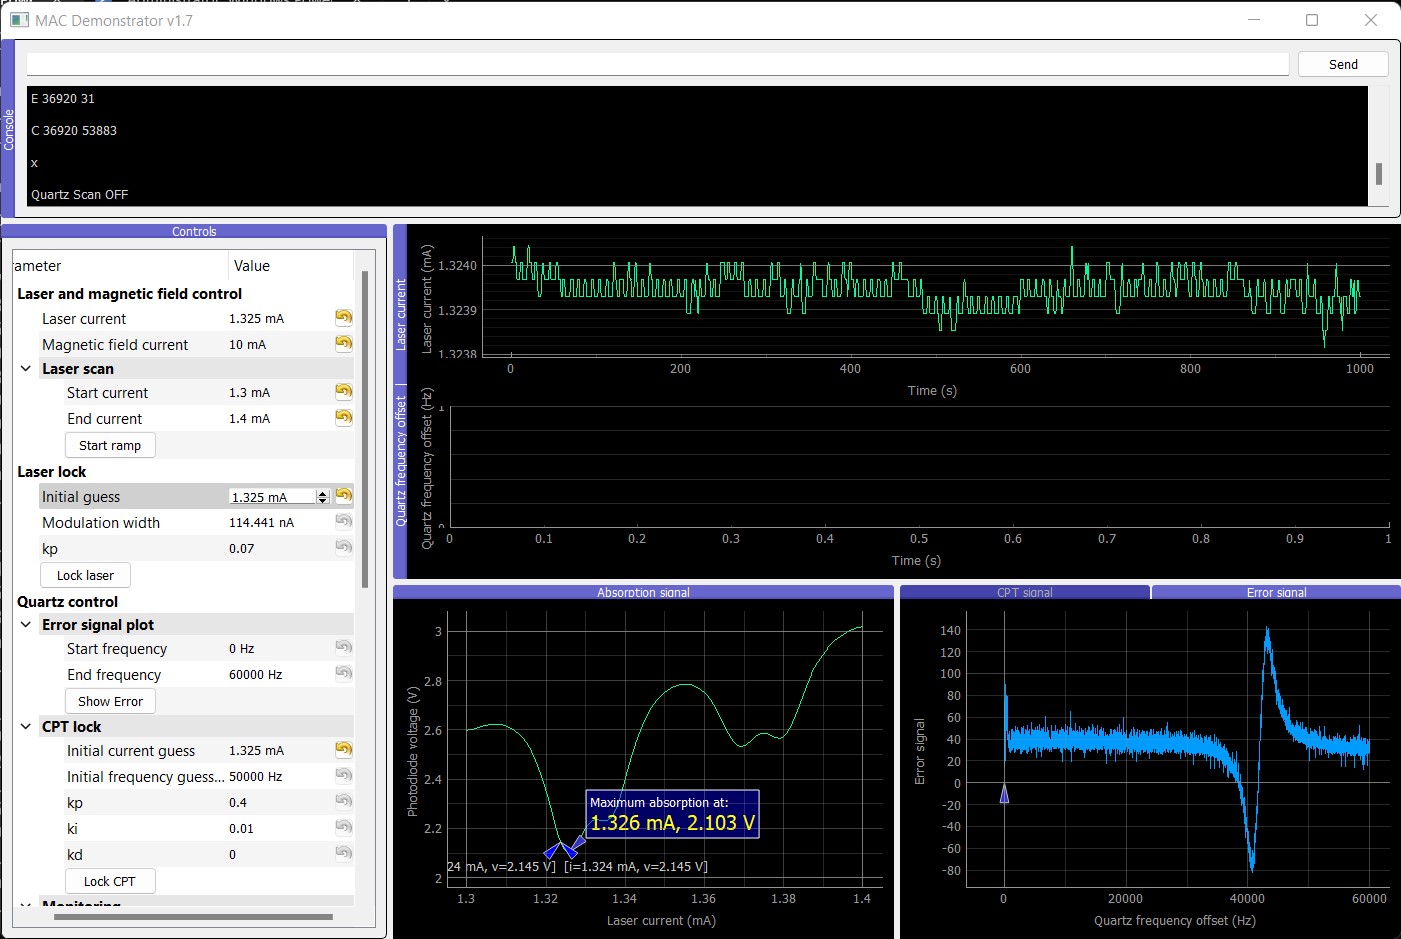 MAC Demonstrator v1.7
Console
Send
E 36920 31
C 36920 53883
x
Quartz Scan OFF
Controls
ameter Value
Laser and magnetic field control
Laser current 1.325 mA
Magnetic field current 10 mA
Laser scan
Start current 1.3 mA
End current 1.4 mA
Start ramp
Laser lock
Initial guess 1.325 mA
Modulation width 114.441 nA
kp 0.07
Lock laser
Quartz control
Error signal plot
Start frequency 0 Hz
End frequency 60000 Hz
Show Error
CPT lock
Initial current guess 1.325 mA
Initial frequency guess... 50000 Hz
kp 0.4
ki 0.01
kd 0
Lock CPT
Monitoring
Laser current
Laser current (mA)
1.3240
1.3239
1.3238
0 200 400 600 800 1000
Time (s)
Quartz frequency offset
Quartz frequency offset (Hz)
1
0
0 0.1 0.2 0.3 0.4 0.5 0.6 0.7 0.8 0.9 1
Time (s)
Absorption signal
Photodiode voltage (V)
3
2.8
2.6
2.4
2.2
2
Maximum absorption at:
1.326 mA, 2.103 V
24 mA, v=2.145 V] [i=1.324 mA, v=2.145 V]
1.3 1.32 1.34 1.36 1.38 1.4
Laser current (mA)
CPT signal Error signal
Error signal
140
120
100
80
60
40
20
0
-20
-40
-60
-80
0 20000 40000 60000
Quartz frequency offset (Hz)